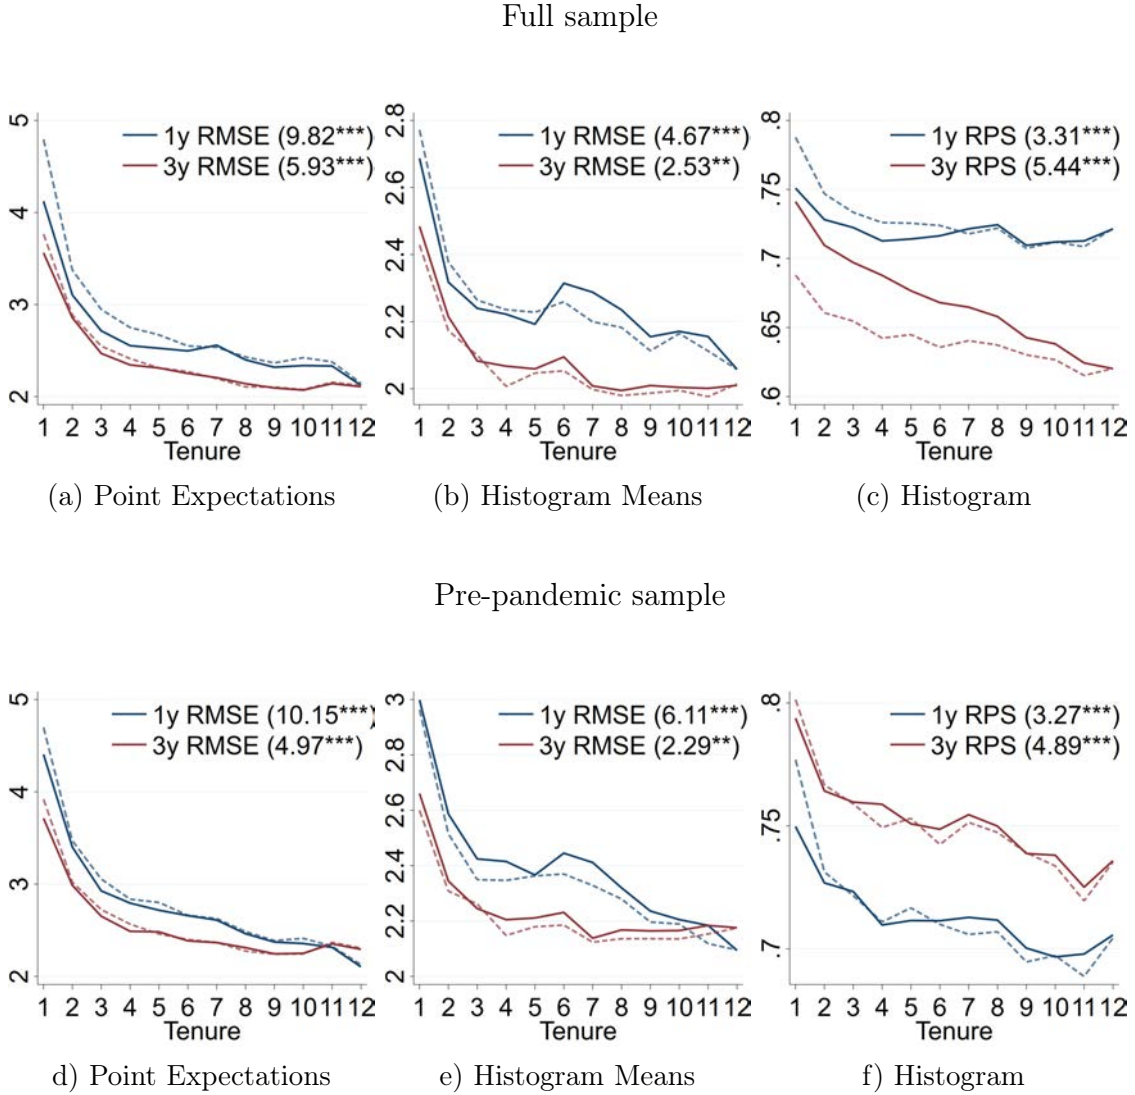 Full sample
5
4
3
2
1y RMSE (9.82***)
3y RMSE (5.93***)
1 2 3 4 5 6 7 8 9 10 11 12
Tenure
(a) Point Expectations
2.8
2.6
2.4
2.2
2
1y RMSE (4.67***)
3y RMSE (2.53**)
1 2 3 4 5 6 7 8 9 10 11 12
Tenure
(b) Histogram Means
.8
.75
.7
.65
.6
1y RPS (3.31***)
3y RPS (5.44***)
1 2 3 4 5 6 7 8 9 10 11 12
Tenure
(c) Histogram
Pre-pandemic sample
5
4
3
2
1y RMSE (10.15***)
3y RMSE (4.97***)
1 2 3 4 5 6 7 8 9 10 11 12
Tenure
d) Point Expectations
3
2.8
2.6
2.4
2.2
2
1y RMSE (6.11***)
3y RMSE (2.29**)
1 2 3 4 5 6 7 8 9 10 11 12
Tenure
e) Histogram Means
.8
.75
.7
1y RPS (3.27***)
3y RPS (4.89***)
1 2 3 4 5 6 7 8 9 10 11 12
Tenure
f) Histogram